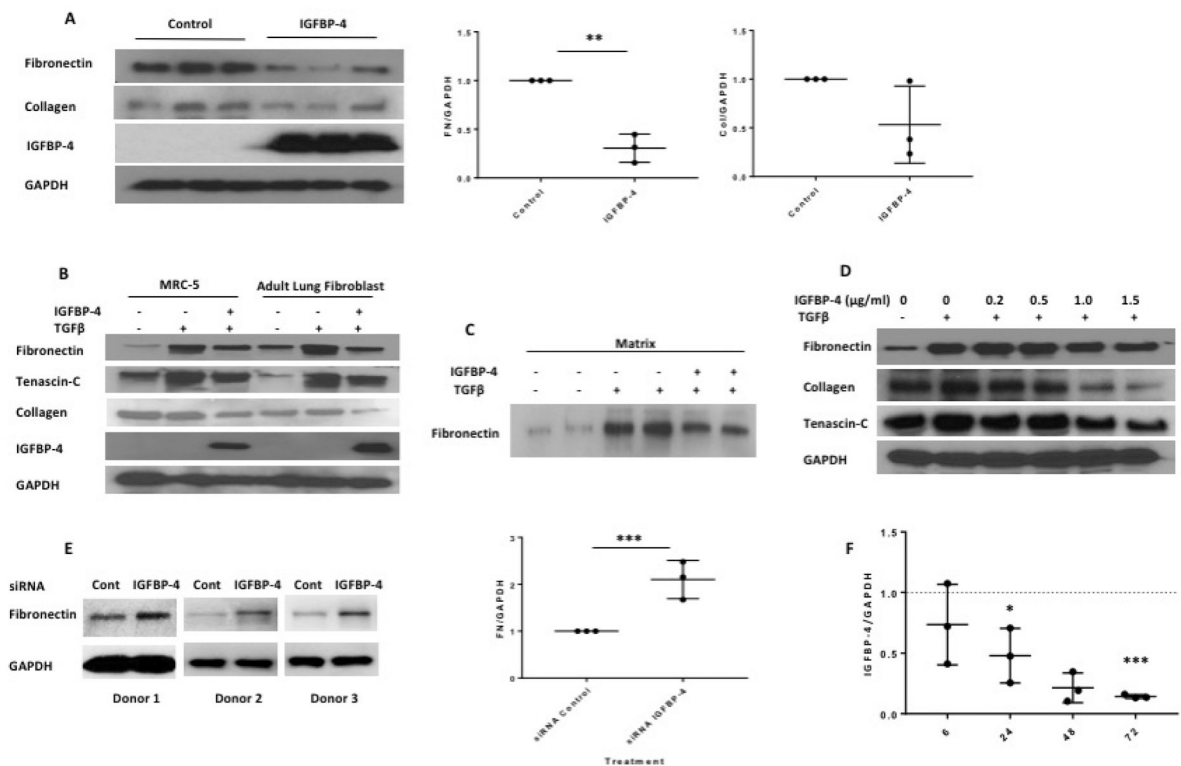 A
Control IGFBP-4
Fibronectin
Collagen
IGFBP-4
GAPDH
FN/GAPDH
1.5
**
1.0
0.5
0.0
Control IGFBP-4
Col/GAPDH
1.5
1.0
0.5
0.0
Control IGFBP-4
B
MRC-5 Adult Lung Fibroblast
IGFBP-4 + +
TGFβ - + + - + +
Fibronectin
Tenascin-C
Collagen
IGFBP-4
GAPDH
C
Matrix
- - - - + + IGFBP-4
- - + + + + TGFβ
Fibronectin
D
IGFBP-4 (µg/ml) 0 0 0.2 0.5 1.0 1.5
TGFβ - + + + + +
Fibronectin
Collagen
Tenascin-C
GAPDH
E
siRNA Cont IGFBP-4 Cont IGFBP-4 Cont IGFBP-4
Fibronectin
GAPDH
Donor 1 Donor 2 Donor 3
FN/GAPDH
3
***
2
1
0
siRNA Control siRNA IGFBP-4
Treatment
F
IGFBP-4/GAPDH
1.5
1.0
*
0.5
***
0.0
6 24 48 72